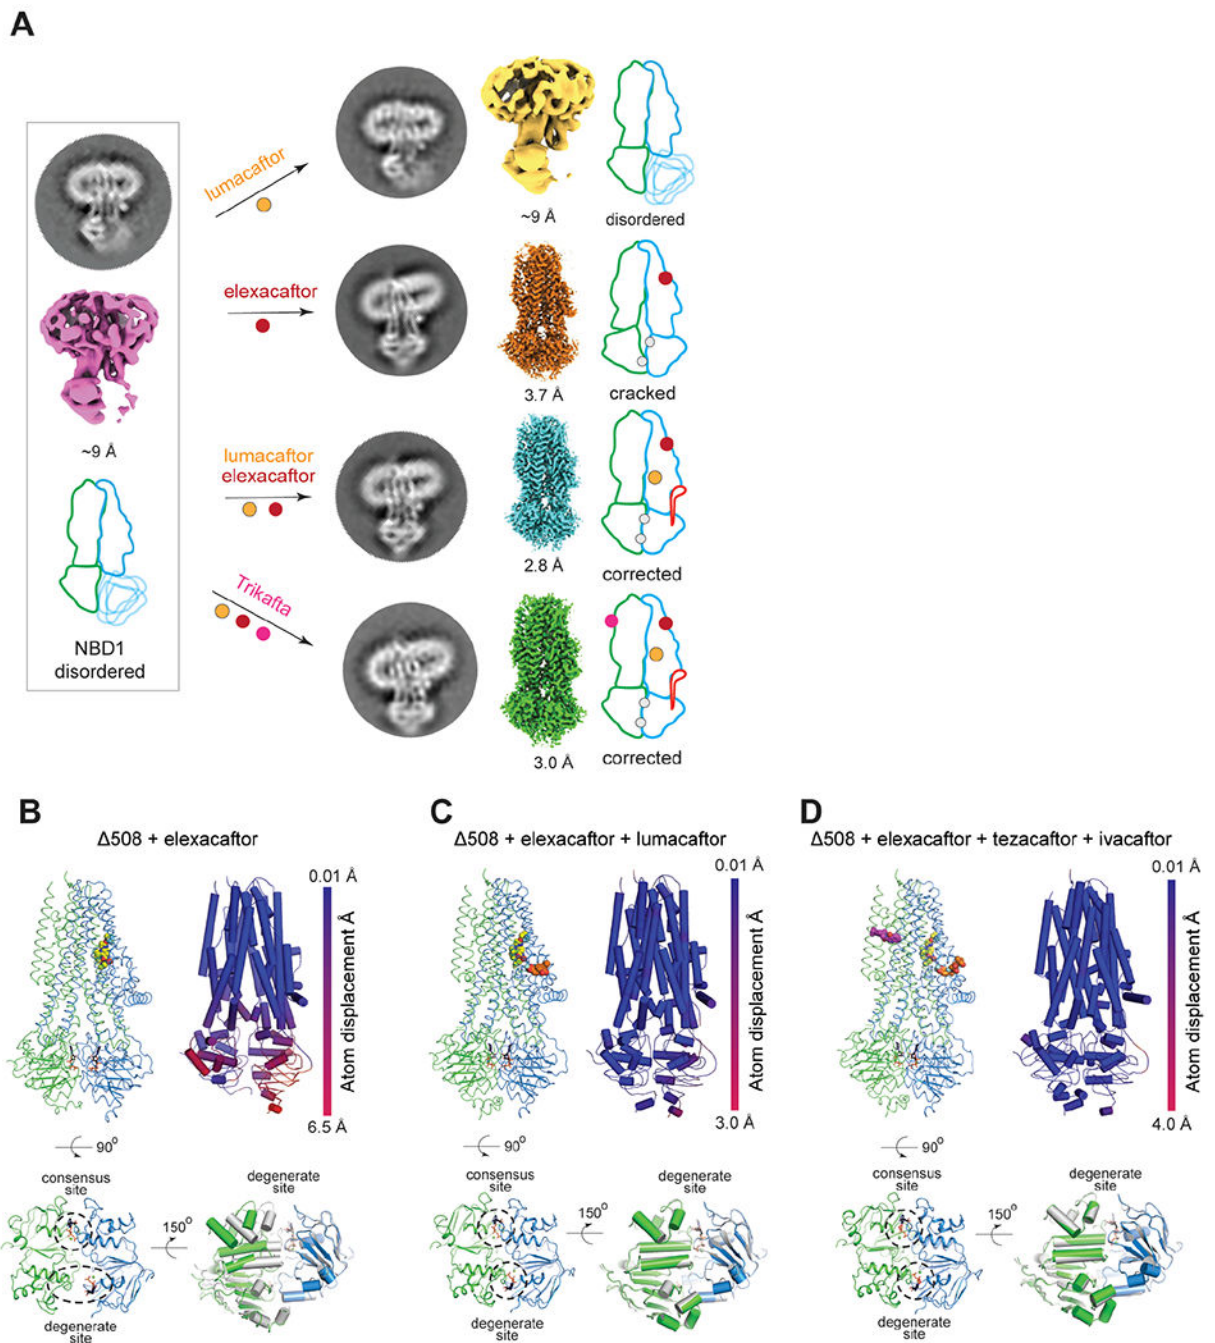 A
~9 Å
NBD1
disordered
lumacaftor
~9 Å
disordered
elexacaftor
3.7 Å
cracked
lumacaftor
elexacaftor
2.8 Å
corrected
Trikafta
3.0 Å
corrected
B
Δ508 + elexacaftor
0.01 Å
Atom displacement Å
6.5 Å
90°
consensus
site
degenerate
site
150°
degenerate
site
C
Δ508 + elexacaftor + lumacaftor
0.01 Å
Atom displacement Å
3.0 Å
90°
consensus
site
degenerate
site
150°
degenerate
site
D
Δ508 + elexacaftor + tezacaftor + ivacaftor
0.01 Å
Atom displacement Å
4.0 Å
90°
consensus
site
degenerate
site
150°
degenerate
site